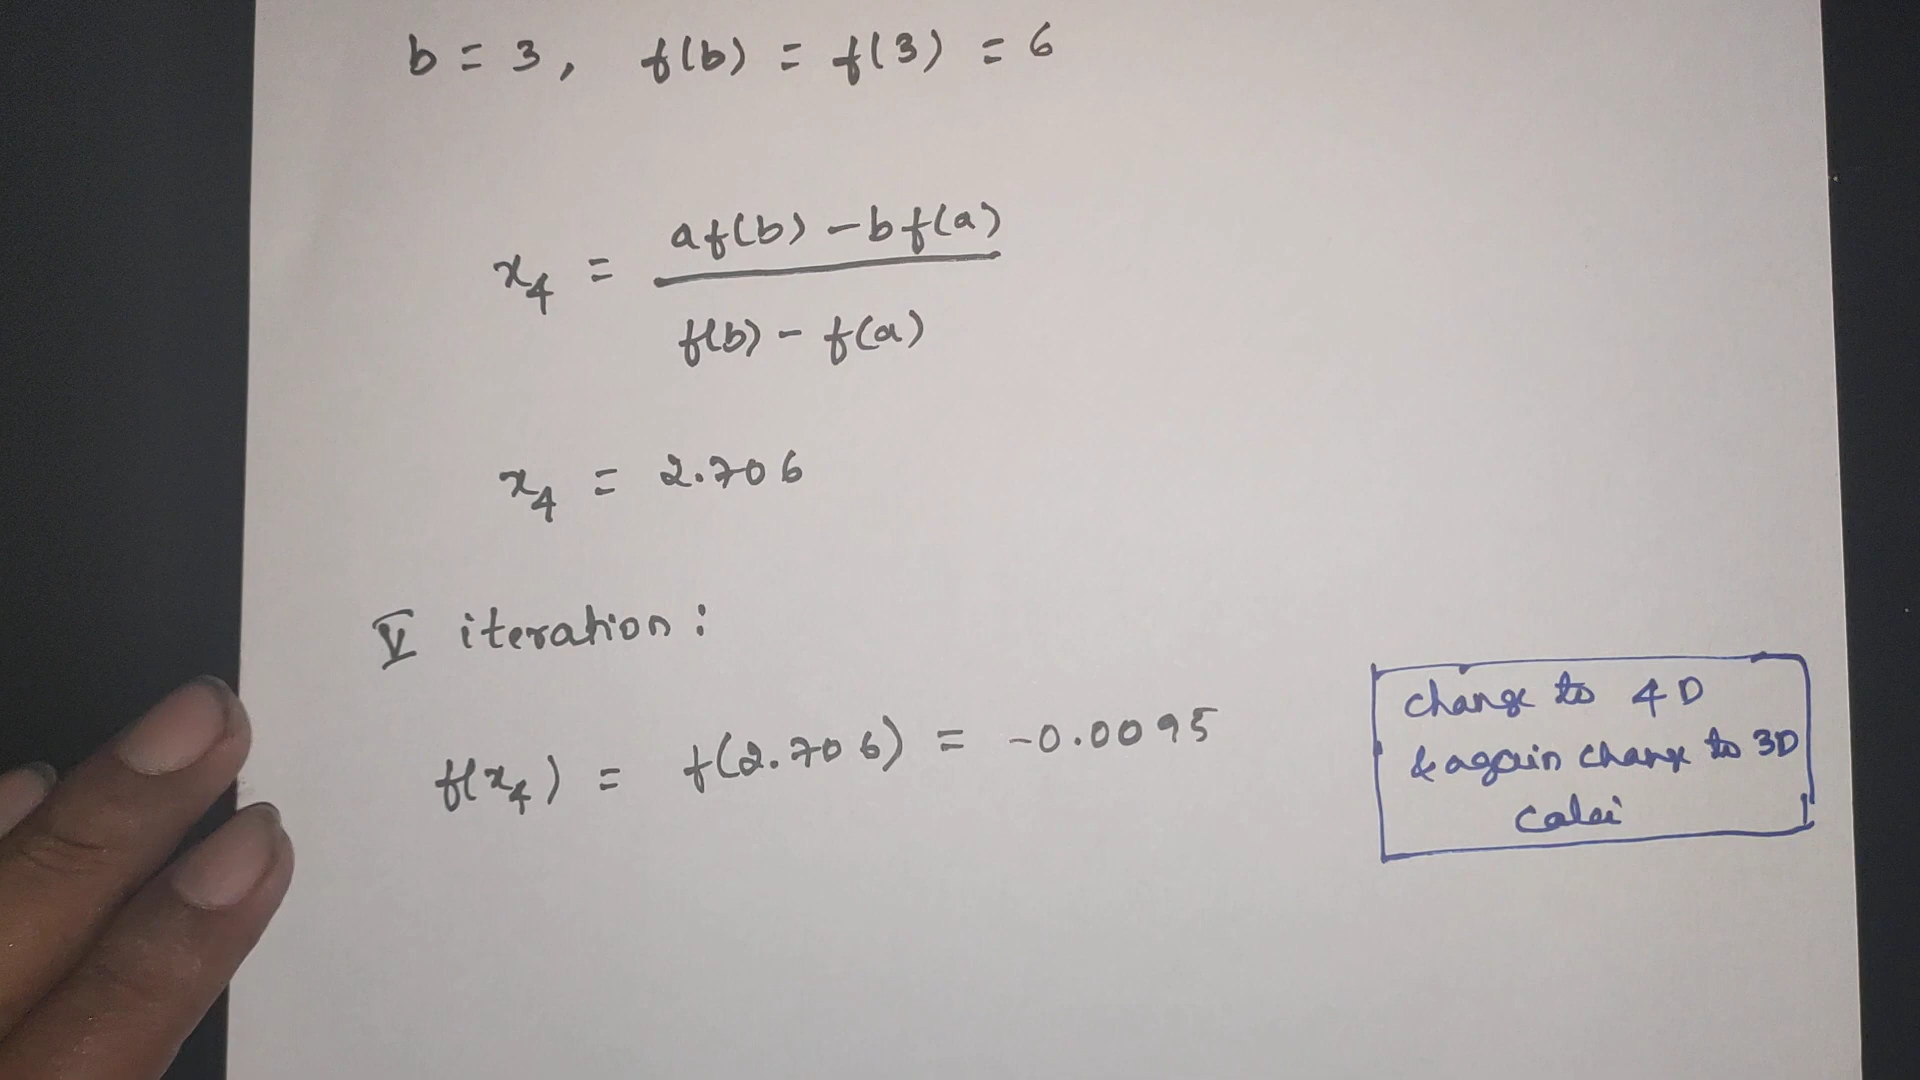 b = 3, f(b) = f(3) = 6
x₄ = af(b) - bf(a) / f(b) - f(a)
x₄ = 2.706
V iteration:
f(x₄) = f(2.706) = -0.0095
change to 4D
& again change to 3D
calci